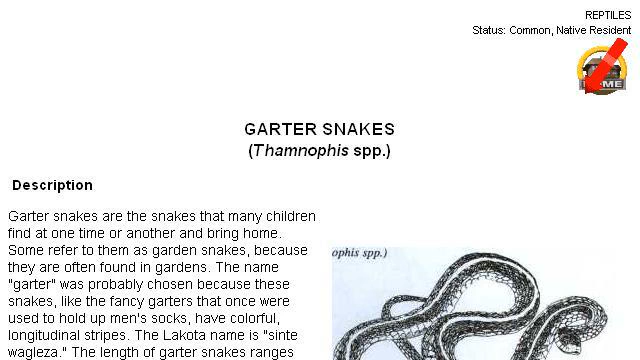 REPTILES
Status: Common, Native Resident
GARTER SNAKES
(Thamnophis spp.)
Description
Garter snakes are the snakes that many children
find at one time or another and bring home.
Some refer to them as garden snakes, because
they are often found in gardens. The name
"garter" was probably chosen because these
snakes, like the fancy garters that once were
used to hold up men's socks, have colorful,
longitudinal stripes. The Lakota name is "sinte
wagleza." The length of garter snakes ranges
ophis spp.)